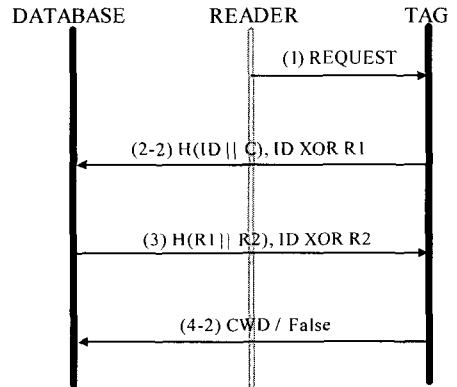 DATABASE READER TAG
(1) REQUEST
(2-2) H(ID || C), ID XOR R1
(3) H(R1 || R2), ID XOR R2
(4-2) CWD / False